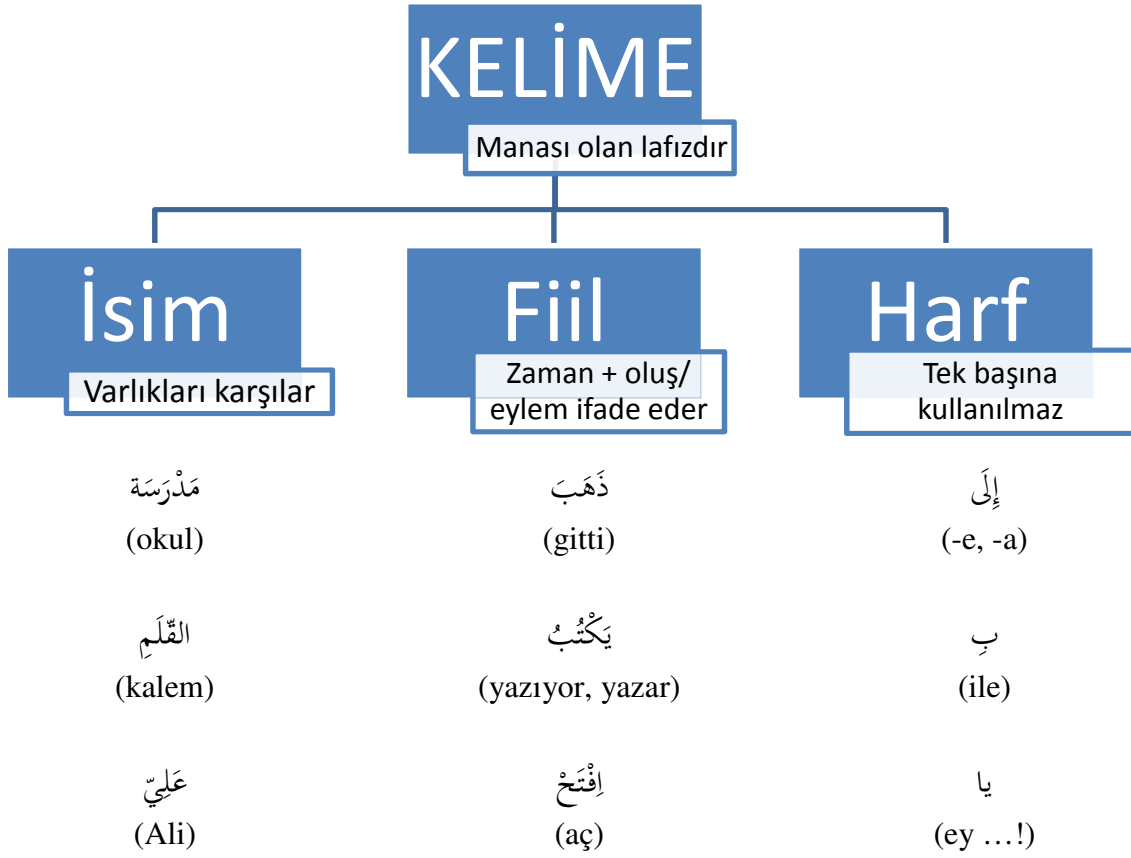 KELİME
Manası olan lafızdır
İsim
Varlıkları karşılar
Fiil
Zaman + oluş/
eylem ifade eder
Harf
Tek başına
kullanılmaz
مَدْرَسَة
(okul)
ذَهَبَ
(gitti)
إِلَى
(-e, -a)
القّلَمِ
(kalem)
يَكْتُبُ
(yazıyor, yazar)
بِ
(ile)
عَلِيّ
(Ali)
اِفْتَحْ
(aç)
يا
(ey …!)